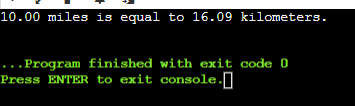 10.00 miles is equal to 16.09 kilometers.
...Program finished with exit code 0
Press ENTER to exit console.